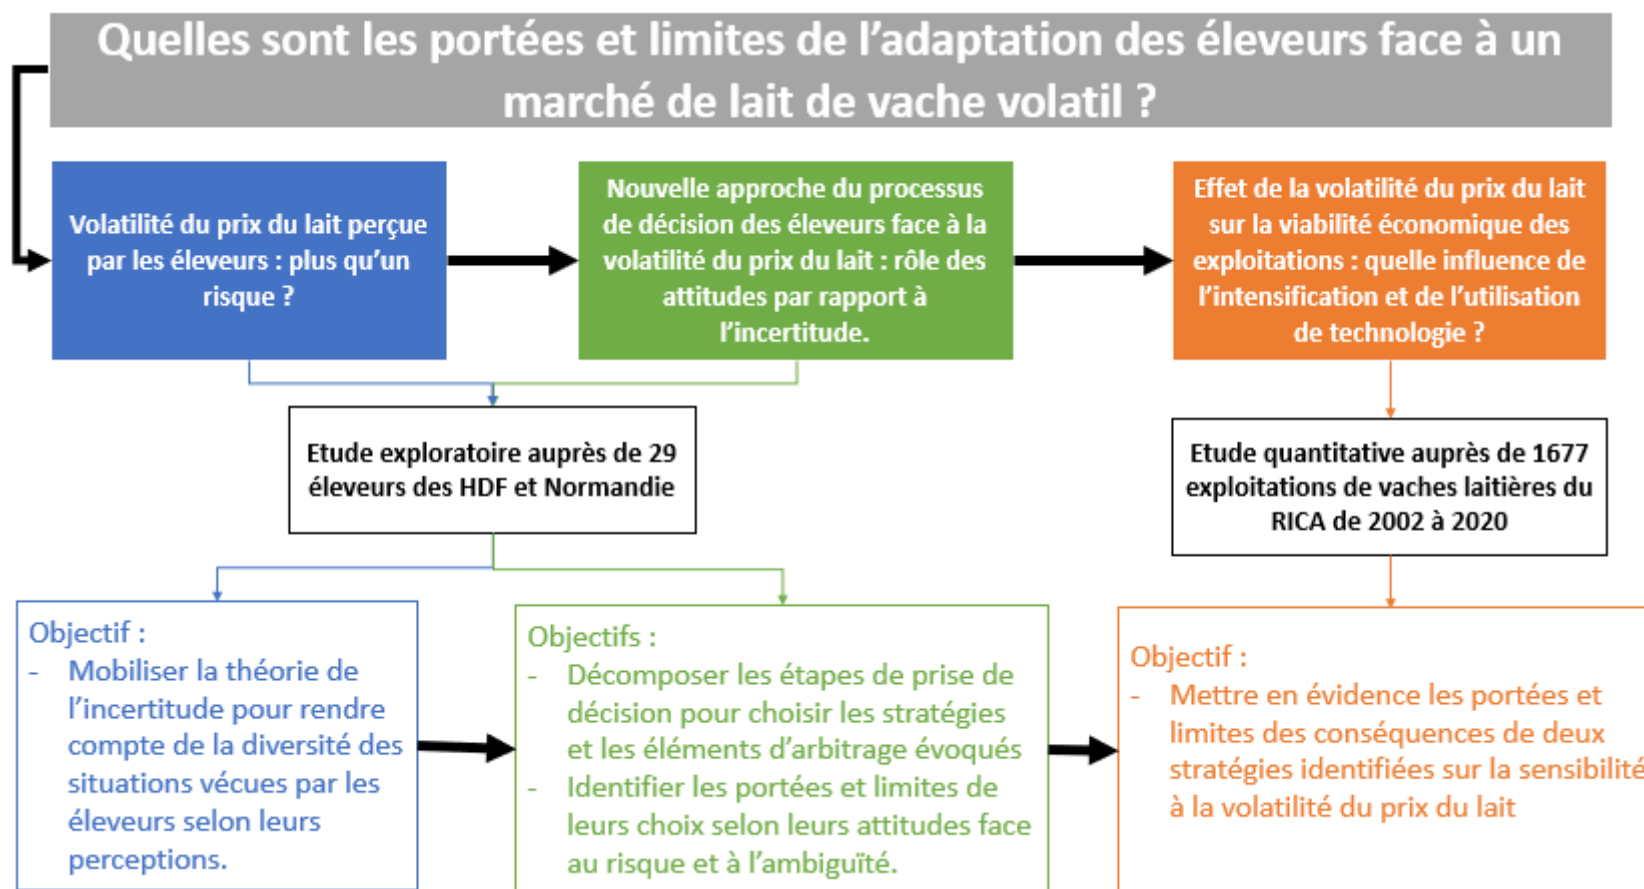 Quelles sont les portées et limites de l'adaptation des éleveurs face à un
marché de lait de vache volatil ?
Volatilité du prix du lait perçue
par les éleveurs : plus qu'un
risque ?
Nouvelle approche du processus
de décision des éleveurs face à la
volatilité du prix du lait : rôle des
attitudes par rapport à
l'incertitude.
Effet de la volatilité du prix du lait
sur la viabilité économique des
exploitations : quelle influence de
l'intensification et de l'utilisation
de technologie ?
Etude exploratoire auprès de 29
éleveurs des HDF et Normandie
Etude quantitative auprès de 1677
exploitations de vaches laitières du
RICA de 2002 à 2020
Objectif :
- Mobiliser la théorie de
l'incertitude pour rendre
compte de la diversité des
situations vécues par les
éleveurs selon leurs
perceptions.
Objectifs :
- Décomposer les étapes de prise de
décision pour choisir les stratégies
et les éléments d'arbitrage évoqués
- Identifier les portées et limites de
leurs choix selon leurs attitudes face
au risque et à l'ambiguïté.
Objectif :
- Mettre en évidence les portées et
limites des conséquences de deux
stratégies identifiées sur la sensibilité
à la volatilité du prix du lait